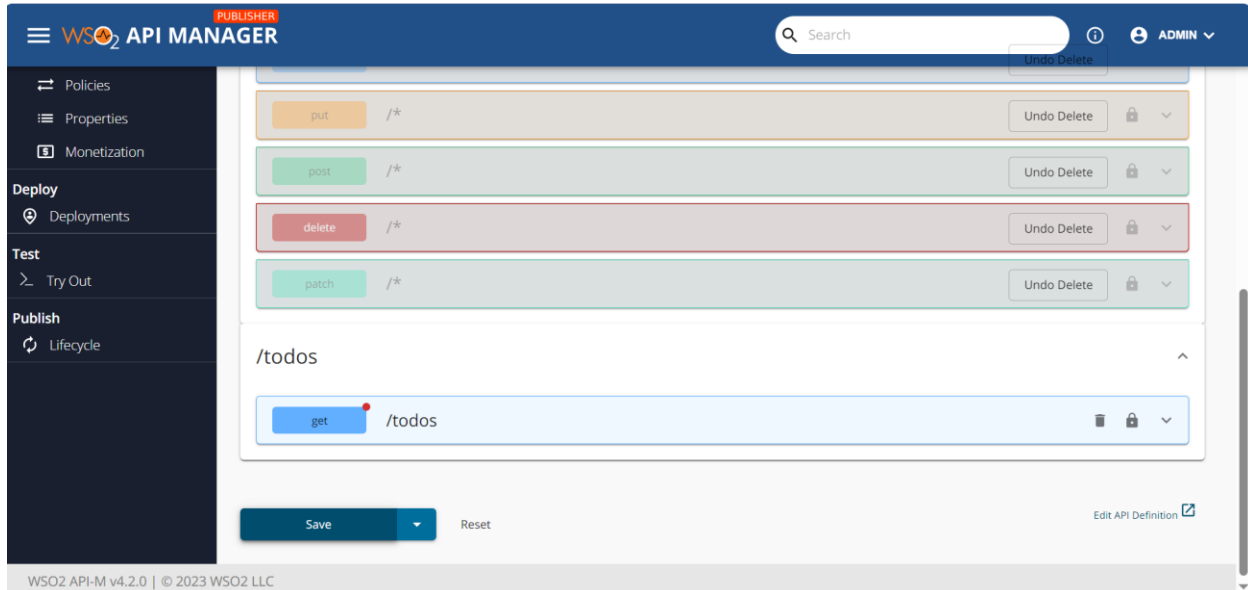 PUBLISHER
WSO2 API MANAGER
Search
ADMIN
Undo Delete
Policies
put /* Undo Delete
Properties
Monetization
post /* Undo Delete
Deploy
Deployments
delete /* Undo Delete
Test
Try Out
patch /* Undo Delete
Publish
Lifecycle
/todos
get /todos
Save Reset Edit API Definition
WSO2 API-M v4.2.0 | © 2023 WSO2 LLC